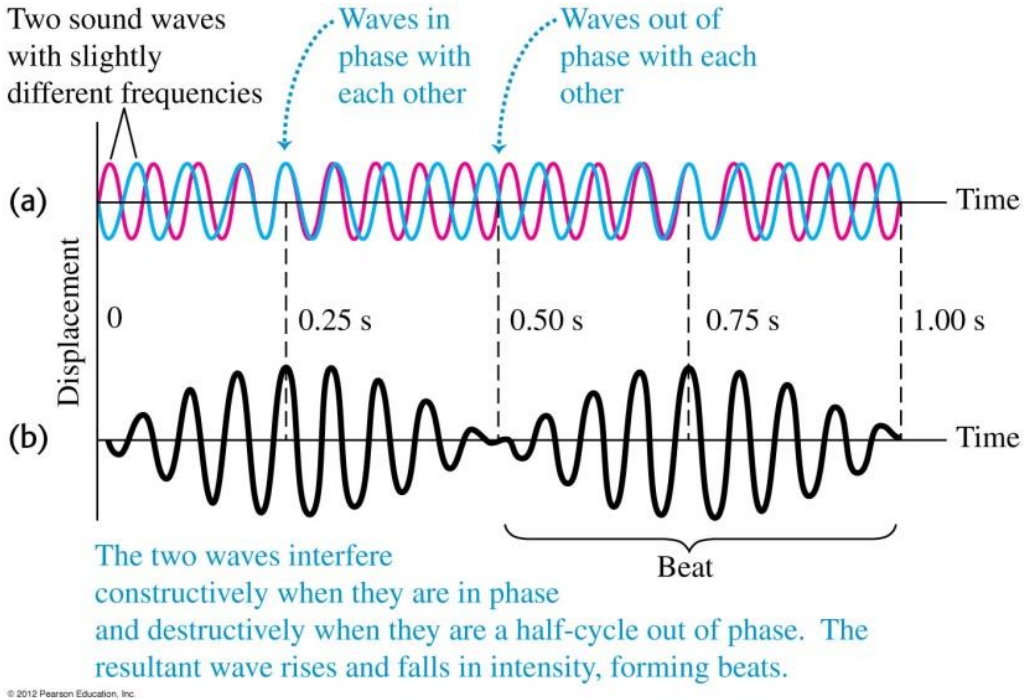 Two sound waves
with slightly
different frequencies
Waves in
phase with
each other
Waves out of
phase with each
other
(a)
Time
Displacement
0
0.25 s
0.50 s
0.75 s
1.00 s
(b)
Time
Beat
The two waves interfere
constructively when they are in phase
and destructively when they are a half-cycle out of phase. The
resultant wave rises and falls in intensity, forming beats.
© 2012 Pearson Education, Inc.